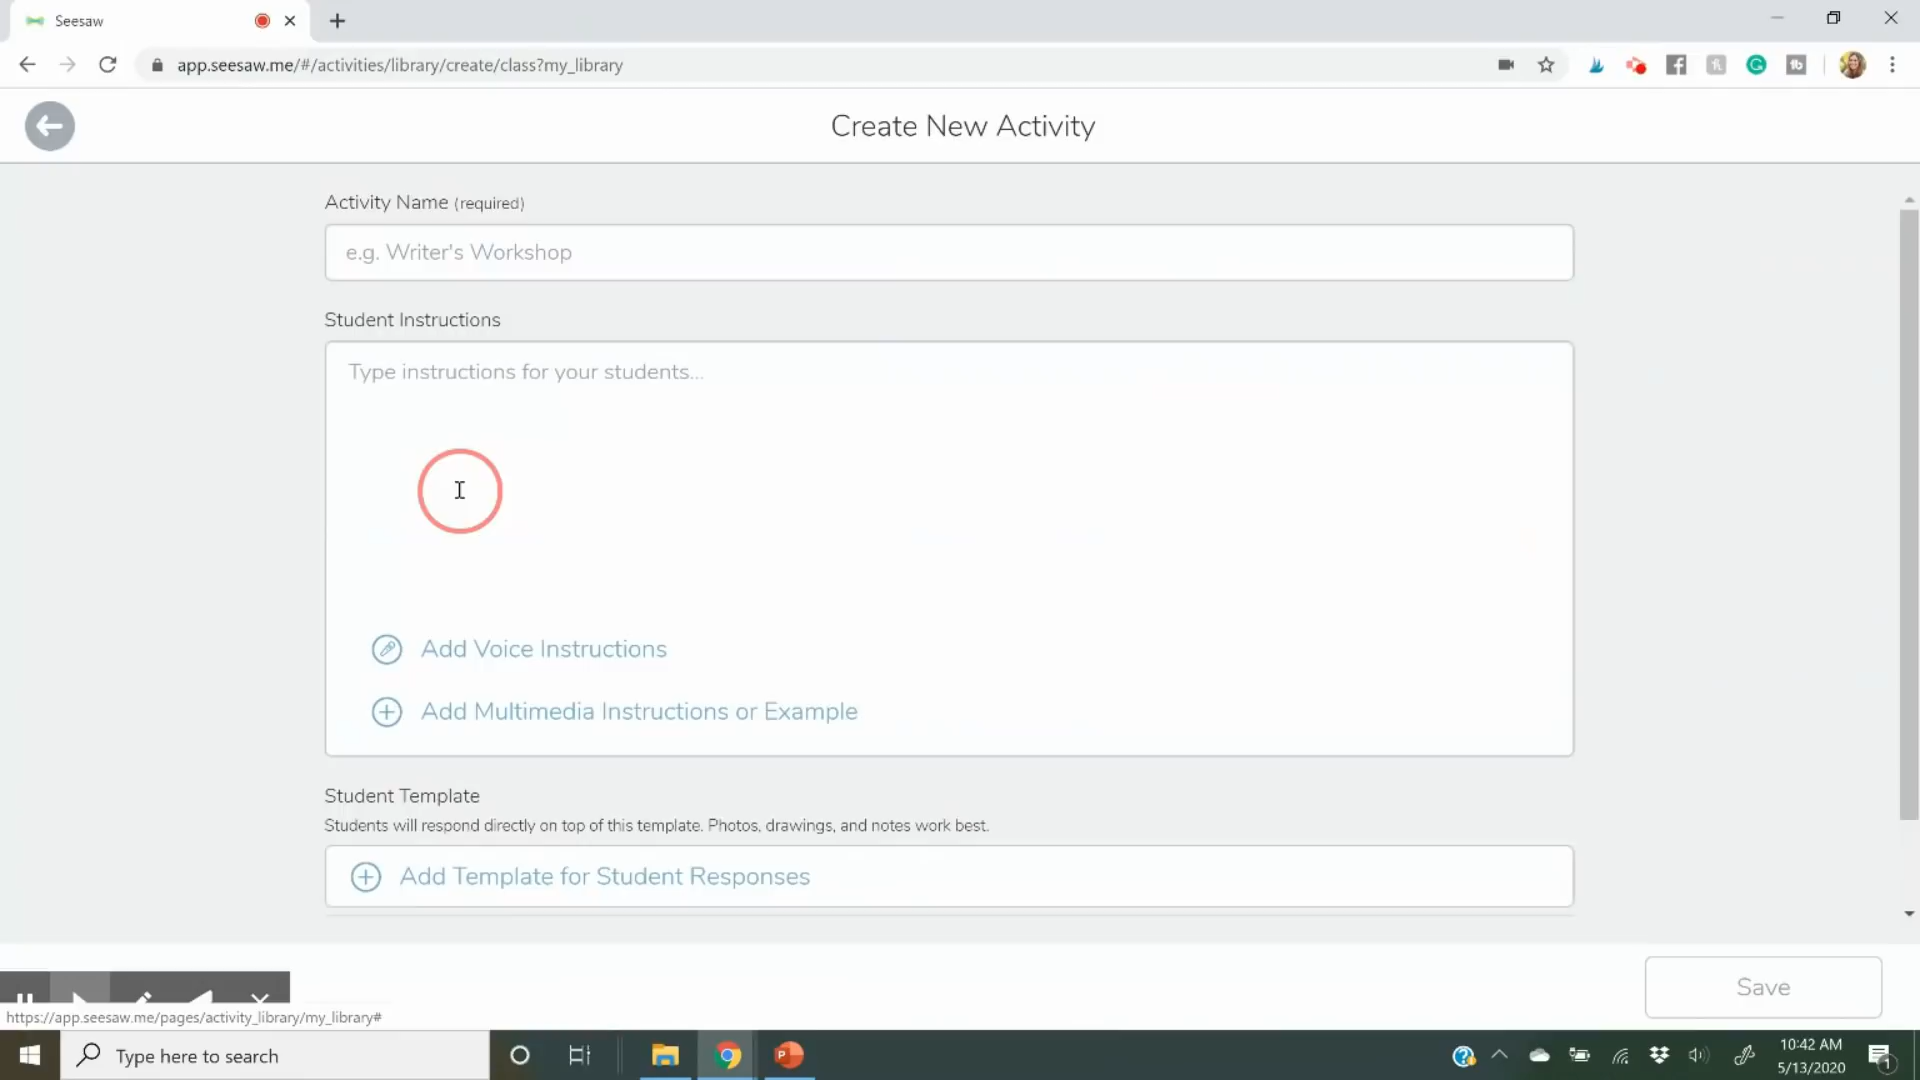 Seesaw
app.seesaw.me/#/activities/library/create/class?my_library
Create New Activity
Activity Name (required)
e.g. Writer's Workshop
Student Instructions
Type instructions for your students...
Add Voice Instructions
Add Multimedia Instructions or Example
Student Template
Students will respond directly on top of this template. Photos, drawings, and notes work best.
Add Template for Student Responses
Save
https://app.seesaw.me/pages/activity_library/my_library#
Type here to search
10:42 AM
5/13/2020
1